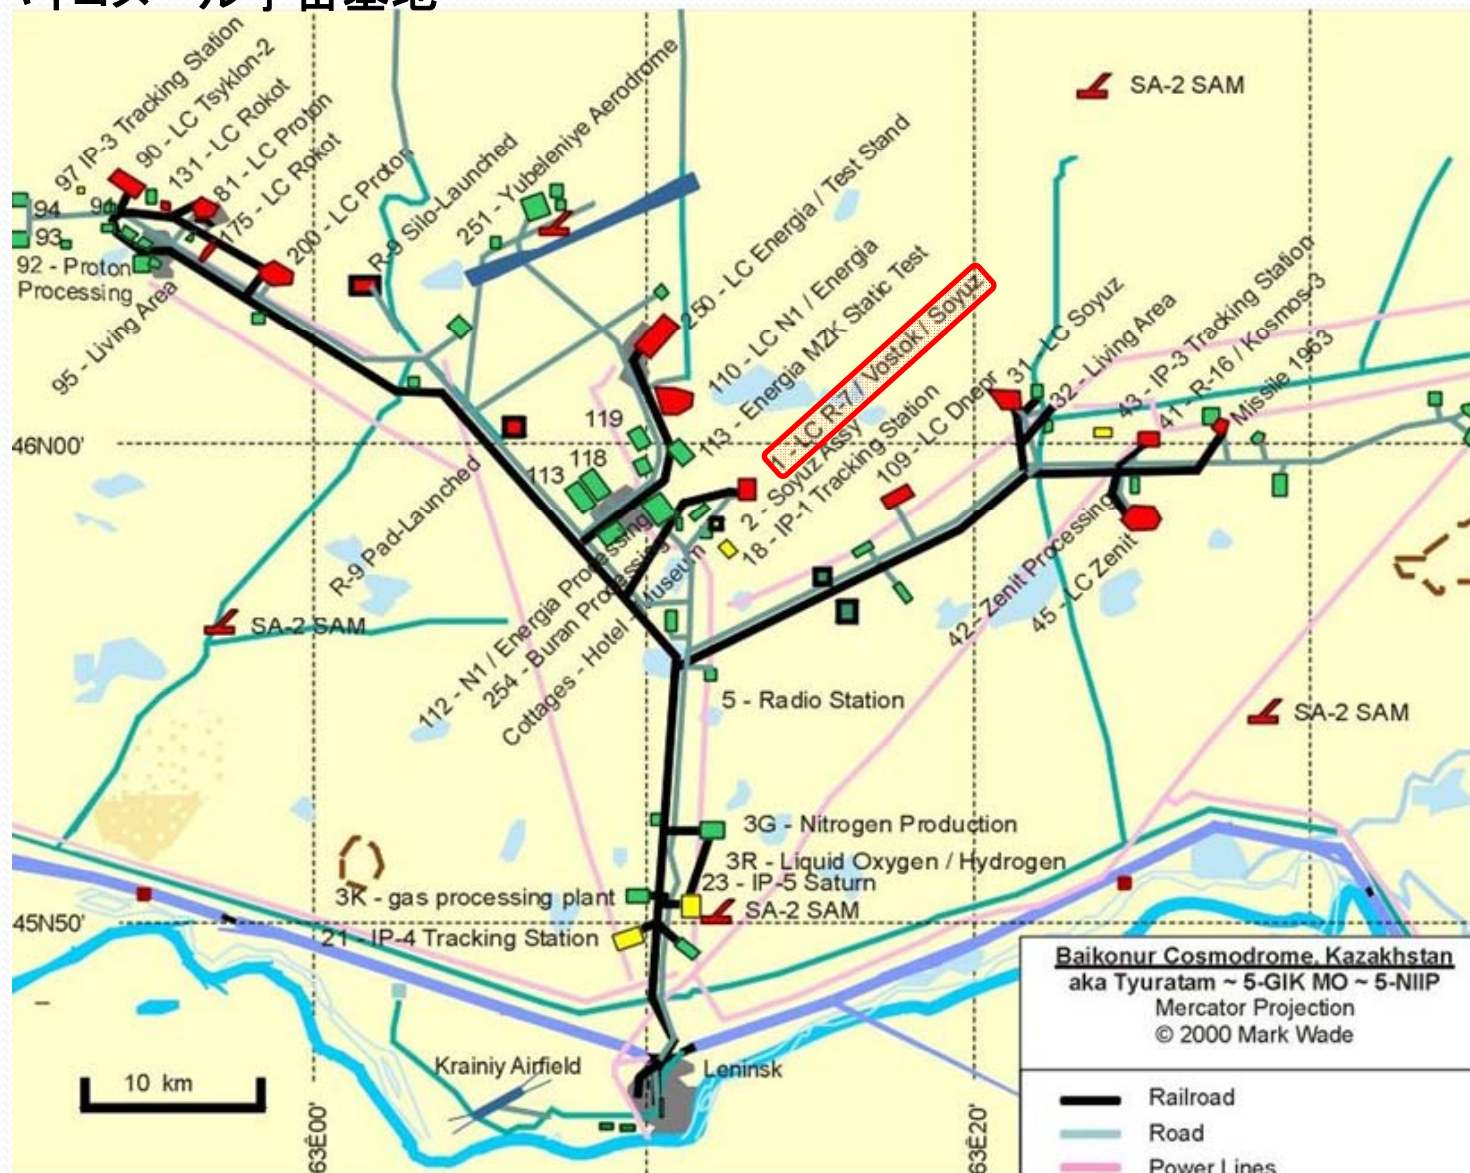 97 IP-3 Tracking Station
90 - LC Tsyklon-2
131 - LC Rokot
81 - LC Proton
175 - LC Rokot
200 - LC Proton
R-9 Silo-Launched
251 - Yubeleniye Aerodrome
250 - LC Energia / Test Stand
SA-2 SAM
94
93
92 - Proton
Processing
95 - Living Area
110 - LC N1 / Energia
113 - Energia MZK Static Test
1 - LC R-7 / Vostok / Soyuz
2 - Soyuz Assy
18 - IP-1 Tracking Station
109 - LC Dnepr
31 - LC Soyuz
32 - Living Area
43 - IP-3 Tracking Station
41 - R-16 / Kosmos-3
Missile 1963
46N00'
119
118
113
R-9 Pad-Launched
112 - N1 / Energia Processing
254 - Buran Processing
Cottages - Hotel - Museum
42 - Zenit Processing
45 - LC Zenit
SA-2 SAM
5 - Radio Station
SA-2 SAM
3G - Nitrogen Production
3R - Liquid Oxygen / Hydrogen
23 - IP-5 Saturn
3K - gas processing plant
SA-2 SAM
45N50'
21 - IP-4 Tracking Station
Krainiy Airfield
Leninsk
10 km
63E00'
63E20'
Baikonur Cosmodrome, Kazakhstan
aka Tyuratam ~ 5-GIK MO ~ 5-NIIP
Mercator Projection
© 2000 Mark Wade
Railroad
Road
Power Lines